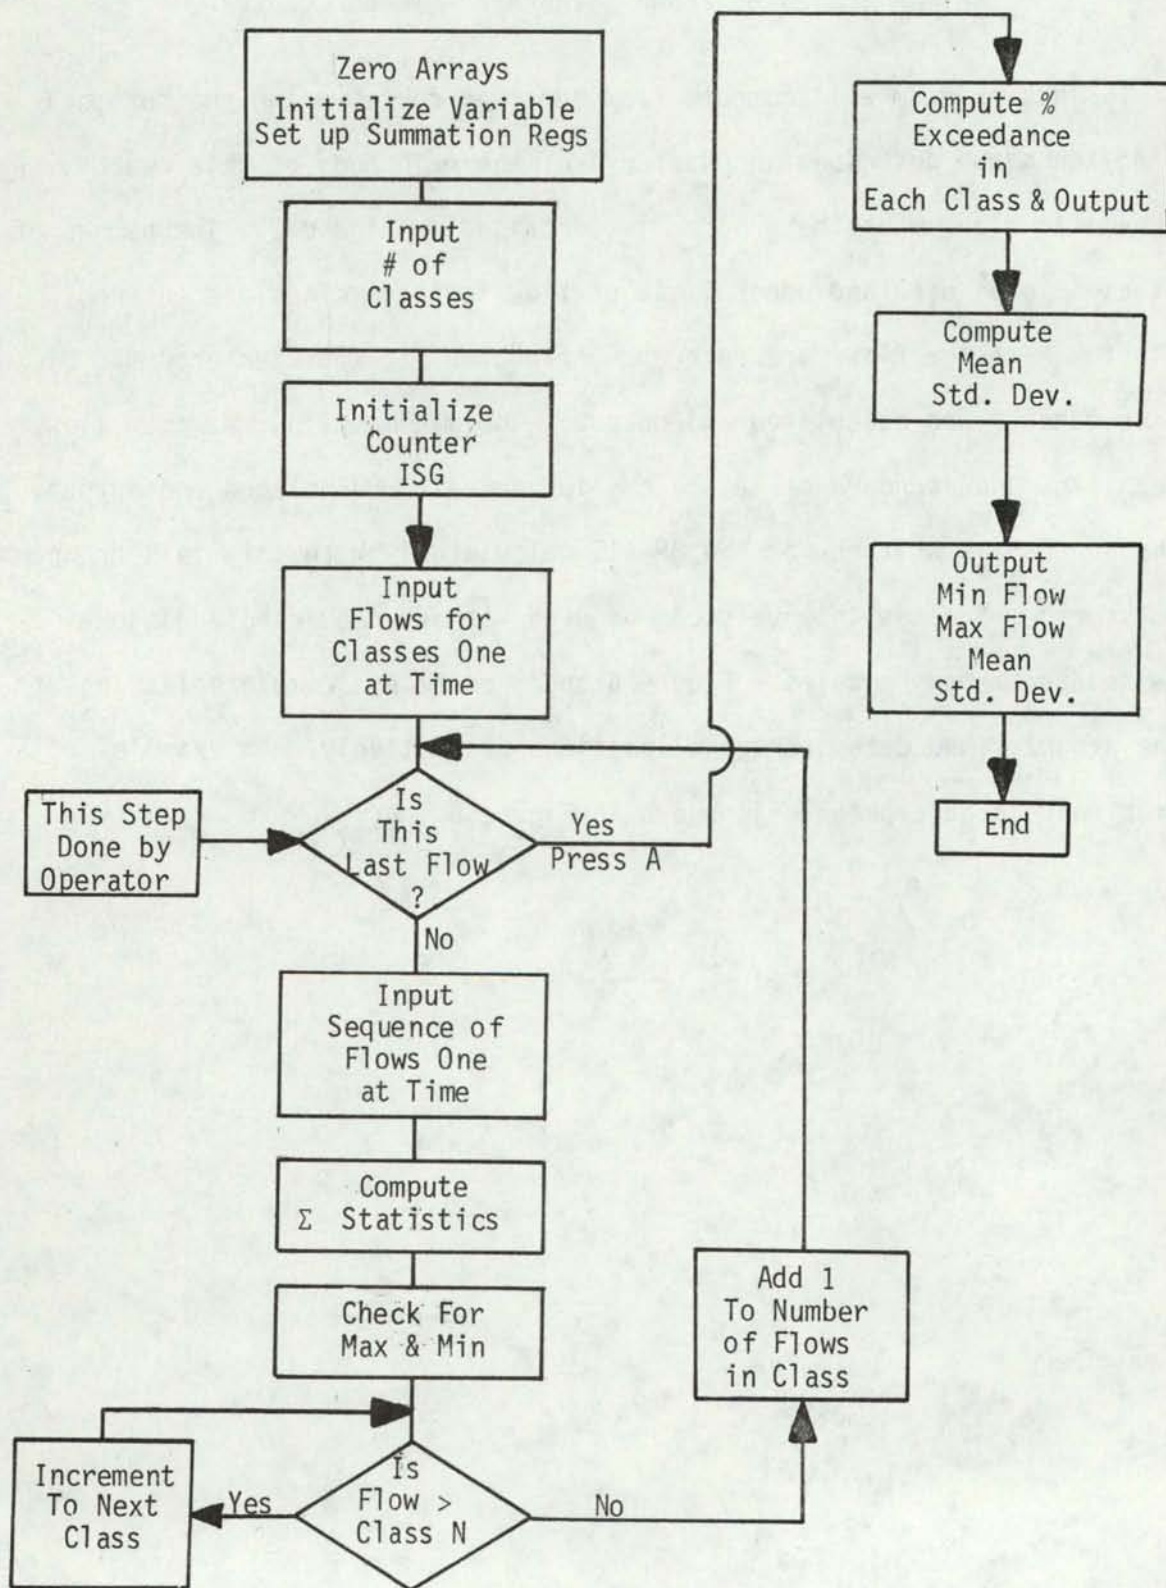 Zero Arrays
Initialize Variable
Set up Summation Regs
Input
# of
Classes
Initialize
Counter
ISG
Input
Flows for
Classes One
at Time
This Step
Done by
Operator
Is
This
Last Flow
?
Yes
Press A
No
Input
Sequence of
Flows One
at Time
Compute
Σ Statistics
Check For
Max & Min
Is
Flow >
Class N
Yes
Increment
To Next
Class
No
Add 1
To Number
of Flows
in Class
Compute %
Exceedance
in
Each Class & Output
Compute
Mean
Std. Dev.
Output
Min Flow
Max Flow
Mean
Std. Dev.
End